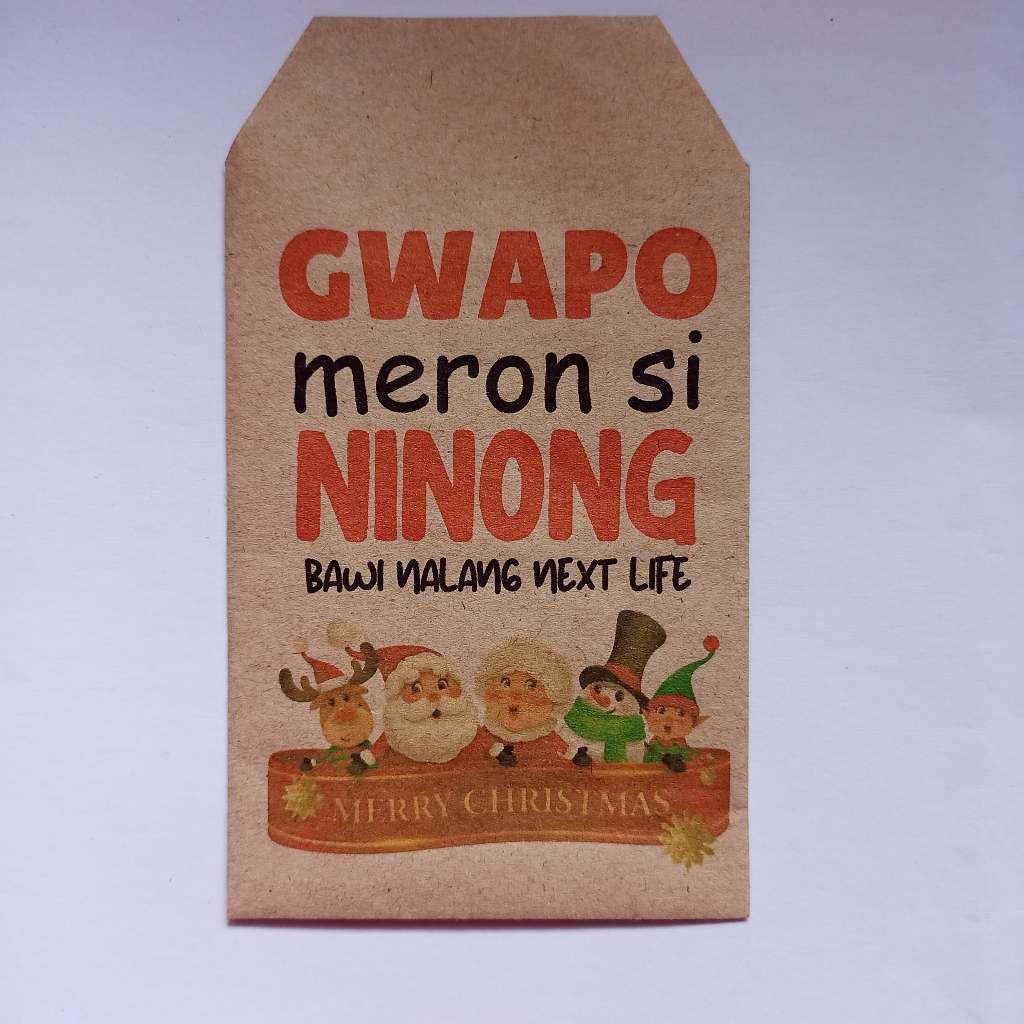 GWAPO
meron si
NINONG
BAWI NALANG NEXT LIFE
MERRY CHRISTMAS